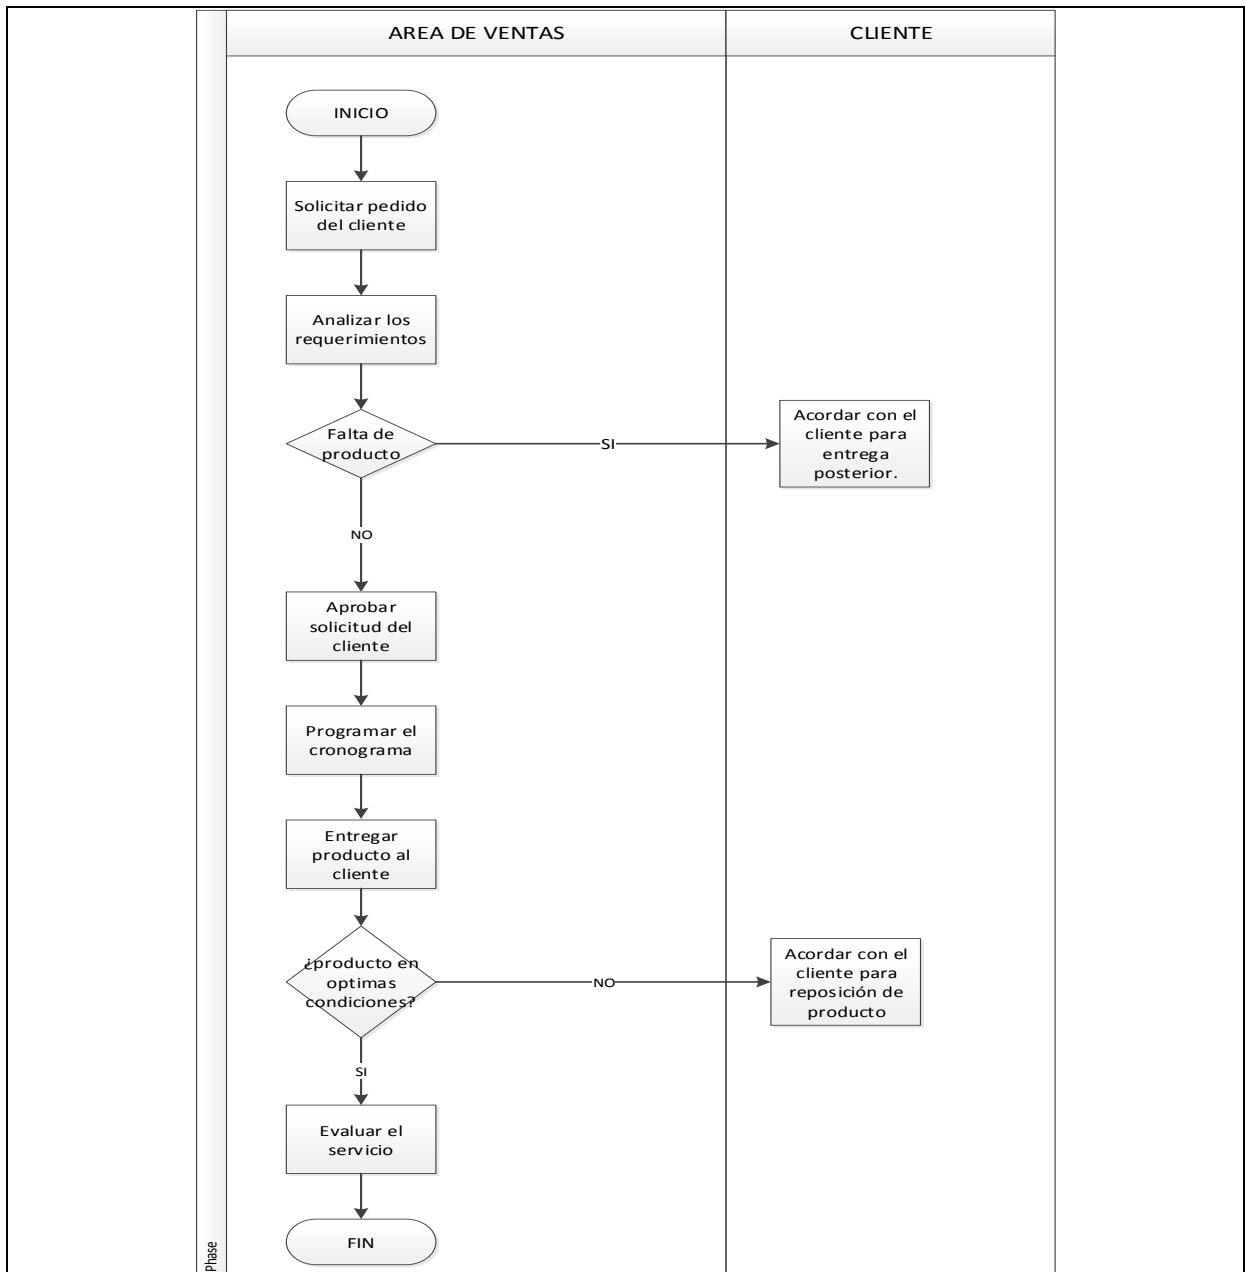 AREA DE VENTAS
CLIENTE
INICIO
Solicitar pedido
del cliente
Analizar los
requerimientos
Falta de
producto
SI
Acordar con el
cliente para
entrega
posterior.
NO
Aprobar
solicitud del
cliente
Programar el
cronograma
Entregar
producto al
cliente
¿producto en
optimas
condiciones?
NO
Acordar con el
cliente para
reposición de
producto
SI
Evaluar el
servicio
FIN
Phase